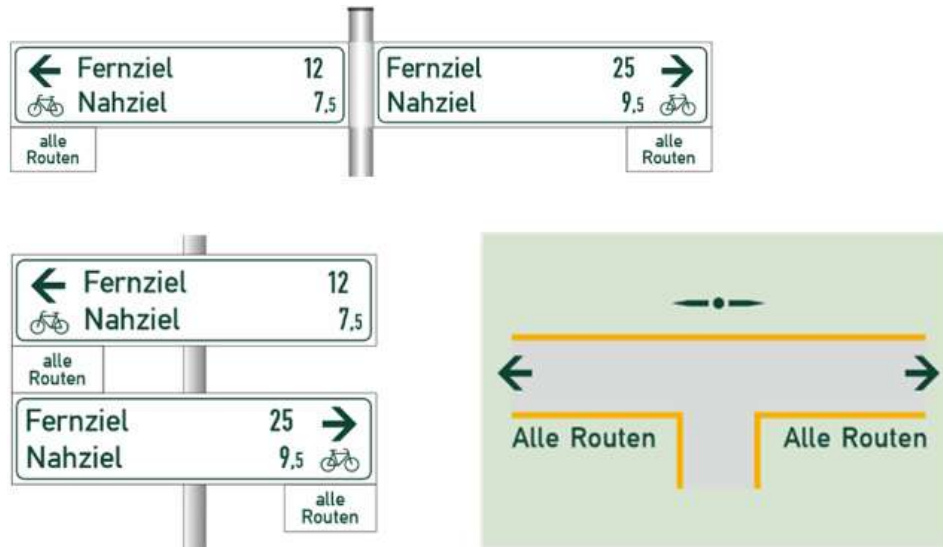 Fernziel 12
Nahziel 7,5
alle
Routen
Fernziel 25
Nahziel 9,5
alle
Routen
Fernziel 12
Nahziel 7,5
alle
Routen
Fernziel 25
Nahziel 9,5
alle
Routen
Alle Routen
Alle Routen